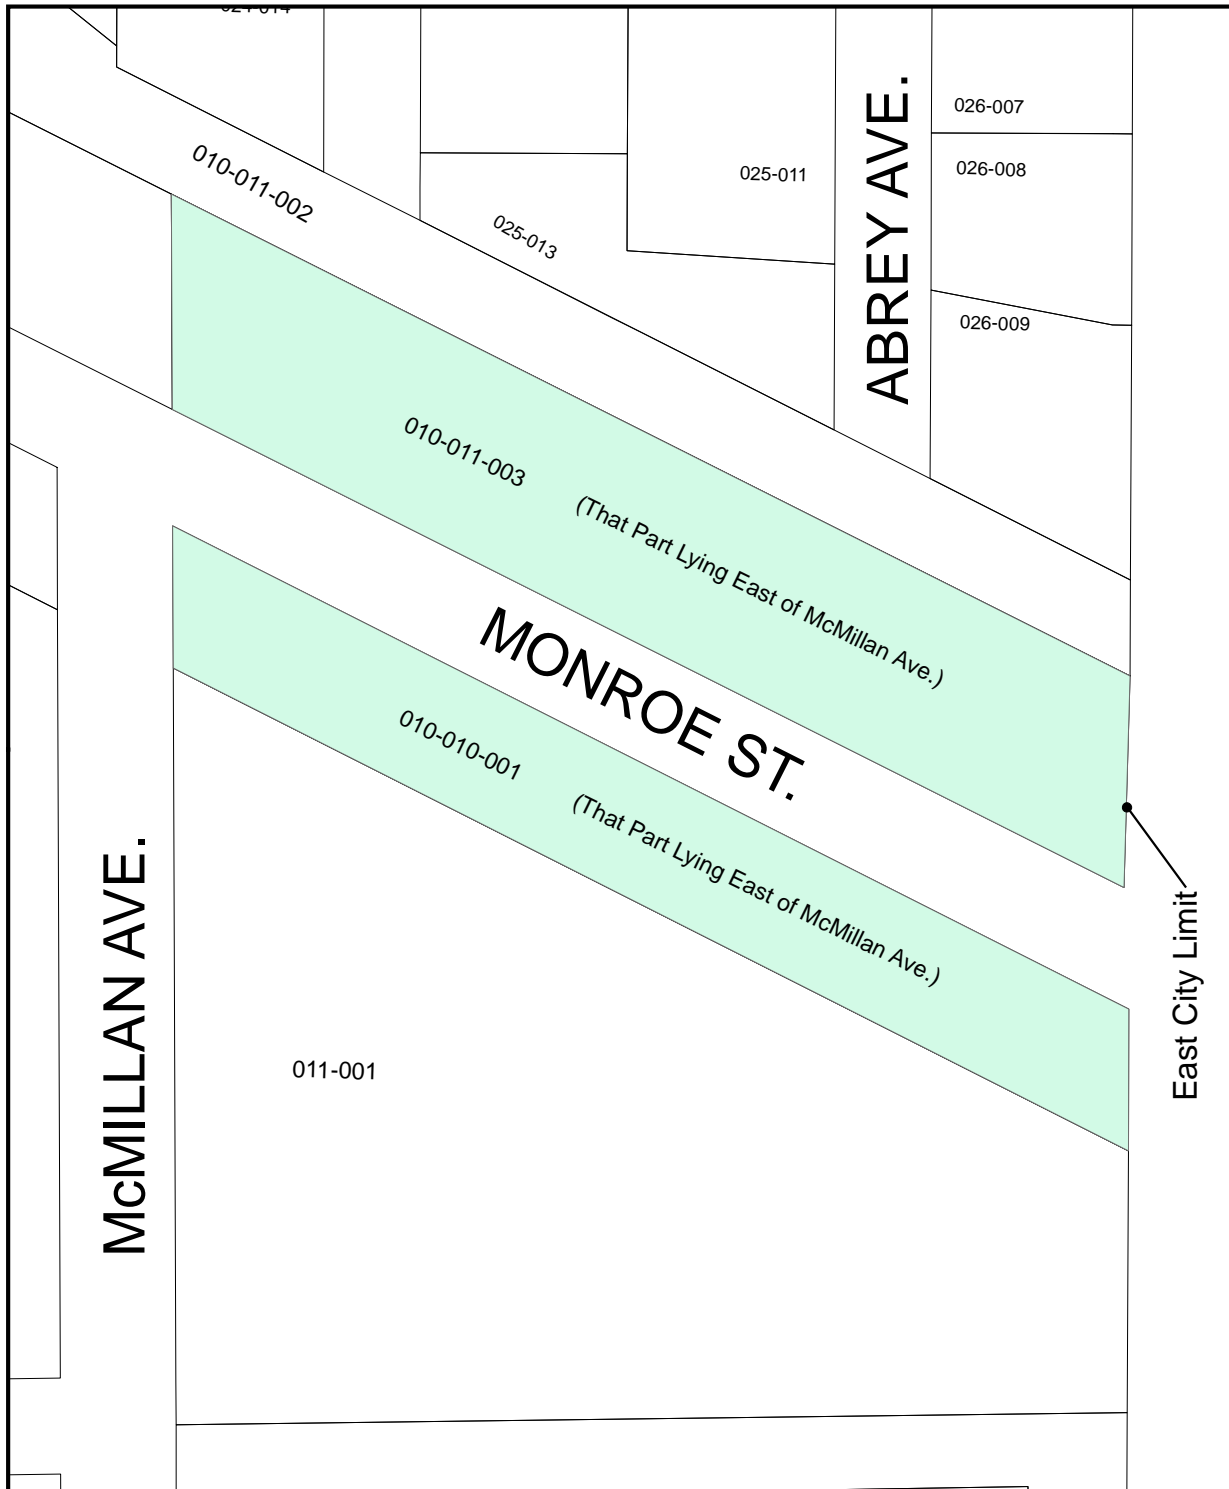 024-014
010-011-002
025-013
025-011
ABREY AVE.
026-007
026-008
026-009
010-011-003
(That Part Lying East of McMillan Ave.)
MONROE ST.
010-010-001
(That Part Lying East of McMillan Ave.)
East City Limit
McMILLAN AVE.
011-001